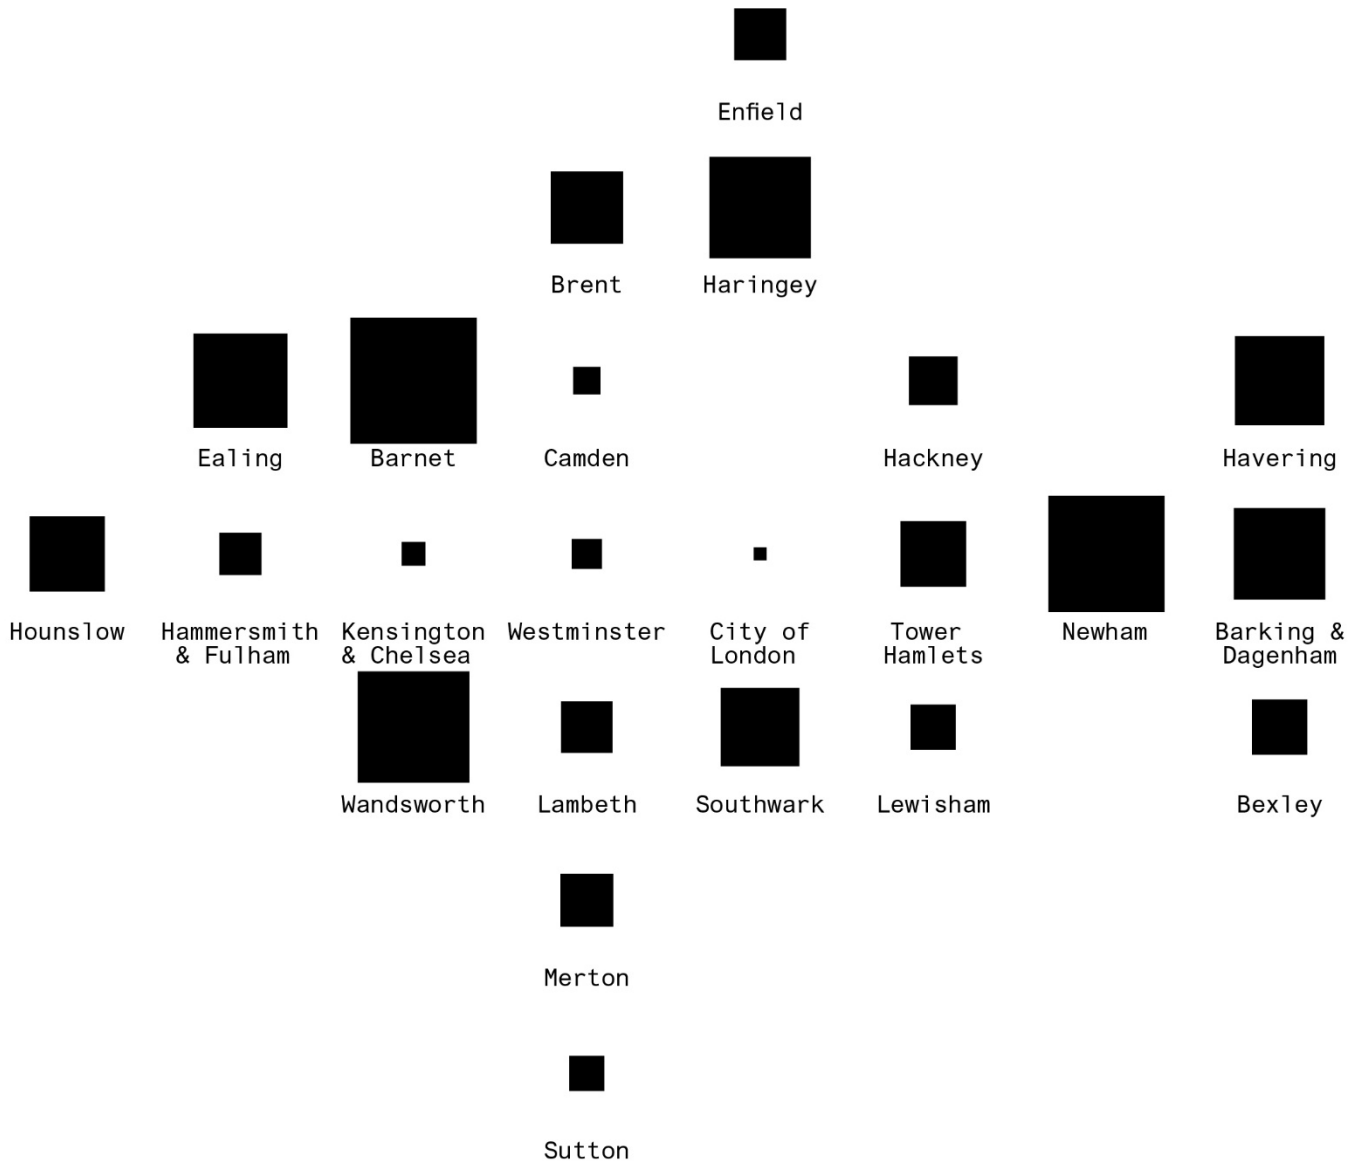 Enfield
Brent
Haringey
Ealing
Barnet
Camden
Hackney
Havering
Hounslow
Hammersmith
& Fulham
Kensington
& Chelsea
Westminster
City of
London
Tower
Hamlets
Newham
Barking &
Dagenham
Wandsworth
Lambeth
Southwark
Lewisham
Bexley
Merton
Sutton